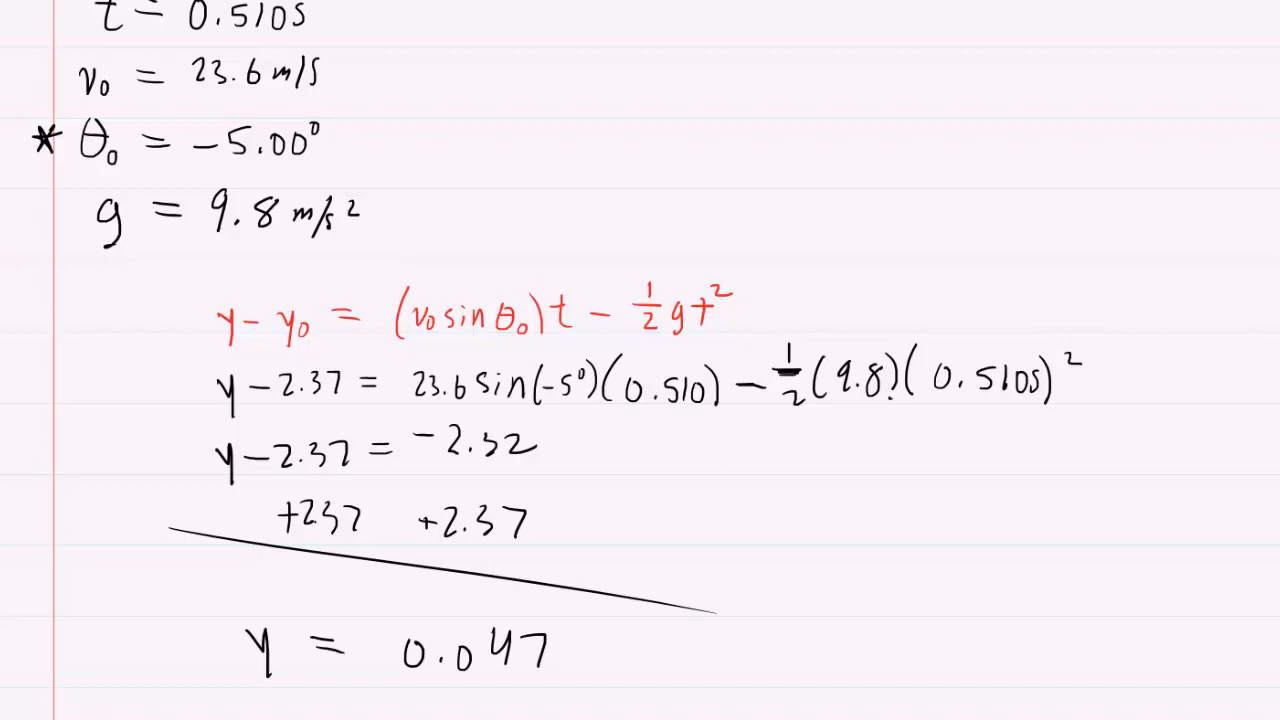 t = 0.510s
v₀ = 23.6 m/s
* θ₀ = -5.00°
g = 9.8 m/s²
y - y₀ = (v₀ sin θ₀)t - 1/2 gt²
y - 2.37 = 23.6 sin(-5°)(0.510) - 1/2 (9.8)(0.510s)²
y - 2.37 = -2.32
+237 +2.37
y = 0.047